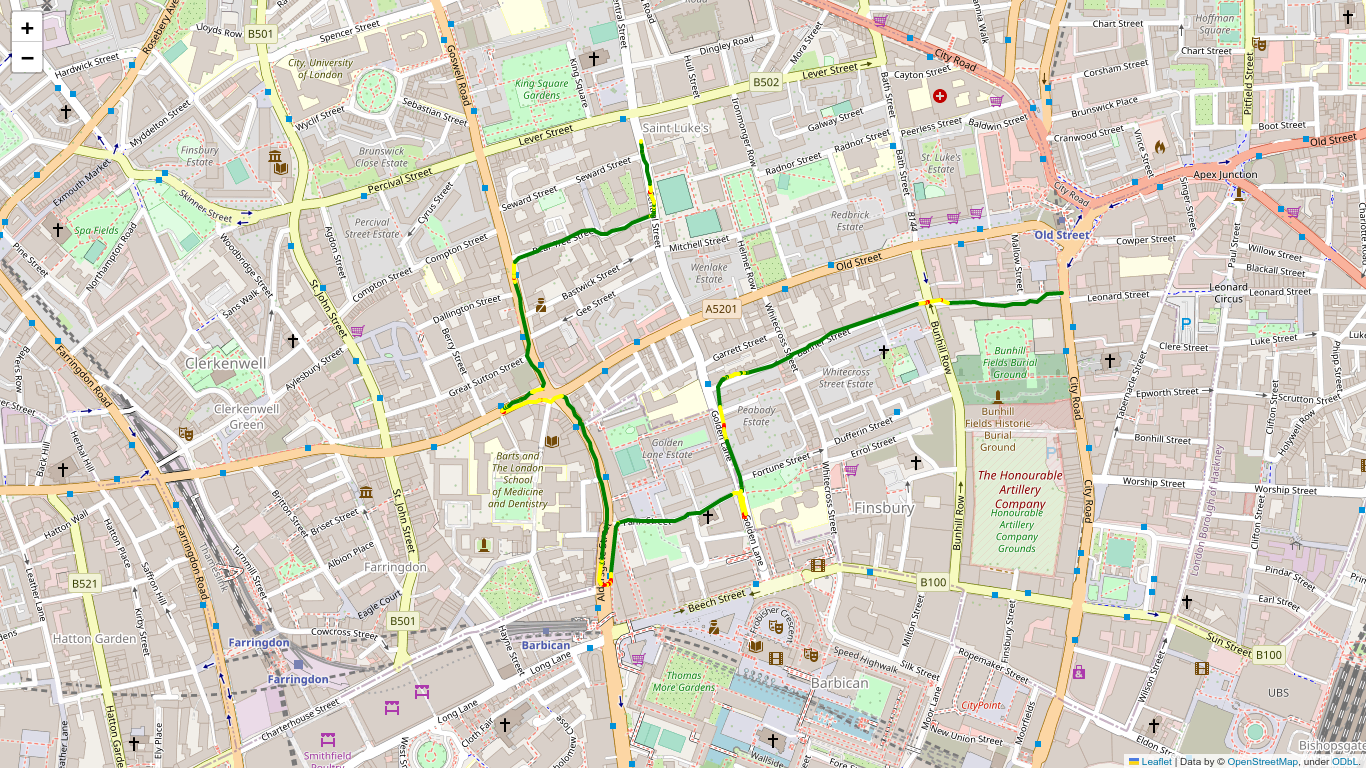 +
−
Lloyds Row
Spencer Street
B501
Rosebery Ave
Hardwick Street
City, University
of London
Goswell Road
King Square
Dingley Road
Mora Street
Hull Street
B502
Lever Street
City Road
Chart Street
Hoffman
Square
Chart Street
Corsham Street
Pitfield Street
Cayton Street
Bath Street
Brunswick Place
Boot Street
Cranwood Street
Vince Street
Old Street
Myddelton Street
Wyclif Street
Sebastian Street
King Square
Gardens
Lever Street
Saint Luke's
Ironmonger Row
Galway Street
Radnor Street
Radnor Street
Peerless Street
Baldwin Street
Bath Street
St. Luke's
Estate
Finsbury
Estate
Brunswick
Close Estate
Exmouth Market
Skinner Street
Percival Street
Seward Street
Seward Street
Apex Junction
City Road
Singer Street
Spa Fields
Pine Street
Northampton Road
Woodbridge Street
Sans Walk
Agdon Street
Percival
Street Estate
Cyrus Street
Compton Street
Compton Street
Mitchell Street
Helmet Row
Redbrick
Estate
B144
Old Street
Old Street
Mallow Street
Cowper Street
Paul Street
Willow Street
Blackall Street
Leonard Street
Leonard
Circus
Leonard Street
Clere Street
Luke Street
Phipp Street
St. John Street
Bastwick Street
Gee Street
Wenlake
Estate
A5201
Whitecross Street
Garrett Street
Banner Street
Dallington Street
Berry Street
Great Sutton Street
Aylesbury Street
Clerkenwell
Clerkenwell
Green
Bakers Row
Farringdon Road
Back Hill
Herbal Hill
Bunhill Row
Bunhill
Fields Burial
Ground
Bunhill
Fields Historic
Burial
Ground
City Road
Tabernacle Street
Epworth Street
Scrutton Street
Bonhill Street
Clifton Street
Holywell Row
Worship Street
Worship Street
Whitecross
Street Estate
Peabody
Estate
Golden Lane
Golden
Lane Estate
Dufferin Street
Errol Street
Fortune Street
Whitecross Street
Finsbury
The Honourable
Artillery
Company
Honourable
Artillery
Company
Grounds
Bunhill Row
City Road
London Borough of Hackney
Clifton Street
Barts and
The London
School
of Medicine
and Dentistry
Golden Lane
Hatton Wall
Hatton Place
Saffron Hill
Kirby Street
Leather Lane
Farringdon Road
Thameslink
Turnmill Street
Britton Street
Briset Street
Albion Place
St. John Street
Farringdon
Eagle Court
Cowcross Street
B501
B521
Hatton Garden
Farringdon
Farringdon
Hayne Street
Barbican
Long Lane
Long Lane
Beech Street
B100
Pindar Street
Earl Street
Sun Street
B100
Milton Street
Finsbury Street
Silk Street
Speed Highwalk
Ropemaker Street
Wilson Street
UBS
Thomas
More Gardens
Barbican
Moor Lane
CityPoint
New Union Street
Moorfields
Eldon Street
Bishopsgate
Charterhouse Street
Smithfield
Poultry
Cloth Fair
Wallside
Ely Place
Leaflet | Data by © OpenStreetMap, under ODbL.